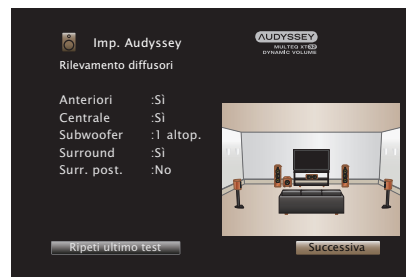 Imp. Audyssey
AUDYSSEY
MULTEQ XT32
DYNAMIC VOLUME
Rilevamento diffusori
Anteriori :Sì
Centrale :Sì
Subwoofer :1 altop.
Surround :Sì
Surr. post. :No
Ripeti ultimo test
Successiva